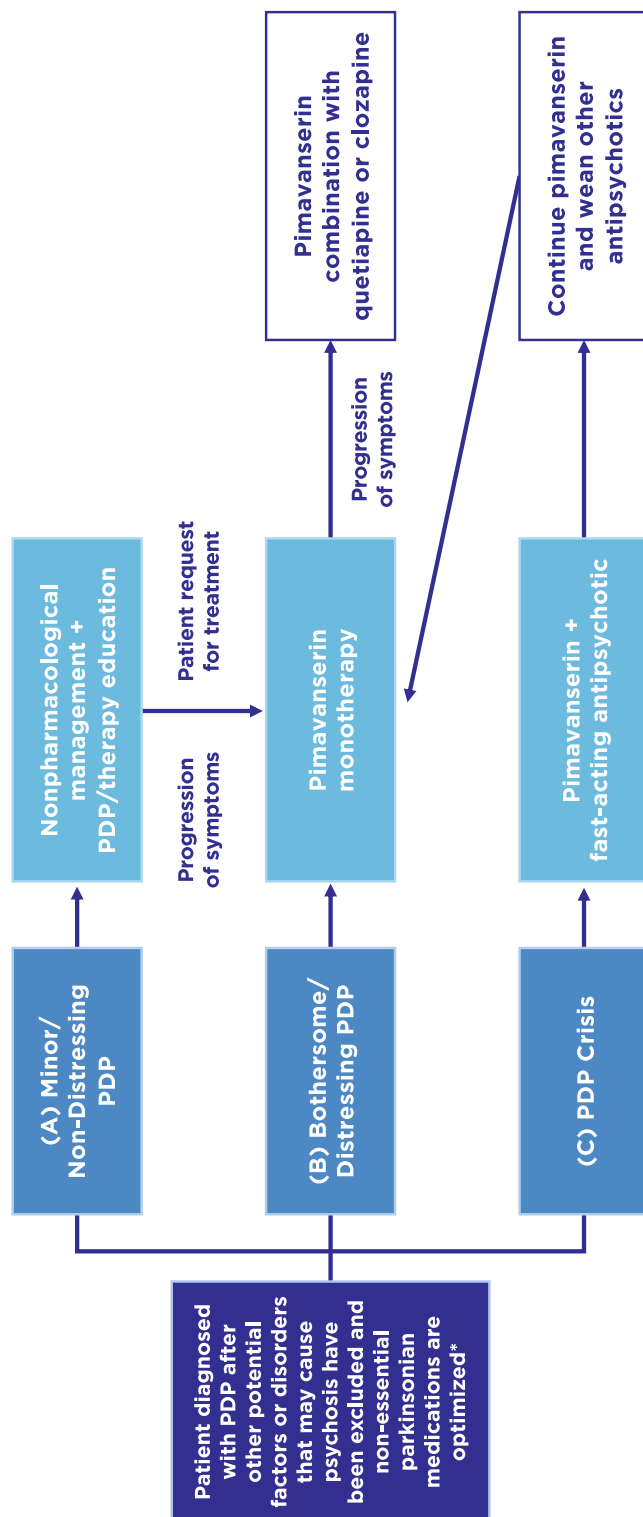 Patient diagnosed
with PDP after
other potential
factors or disorders
that may cause
psychosis have
been excluded and
non-essential
parkinsonian
medications are
optimized*
(A) Minor/
Non-Distressing
PDP
Nonpharmacological
management +
PDP/therapy education
Progression
of symptoms
Patient request
for treatment
(B) Bothersome/
Distressing PDP
Pimavanserin
monotherapy
Progression
of symptoms
Pimavanserin
combination with
quetiapine or clozapine
(C) PDP Crisis
Pimavanserin +
fast-acting antipsychotic
Continue pimavanserin
and wean other
antipsychotics